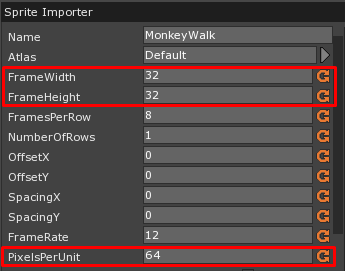 Sprite Importer
Name MonkeyWalk
Atlas Default
FrameWidth 32
FrameHeight 32
FramesPerRow 8
NumberOfRows 1
OffsetX 0
OffsetY 0
SpacingX 0
SpacingY 0
FrameRate 12
PixelsPerUnit 64